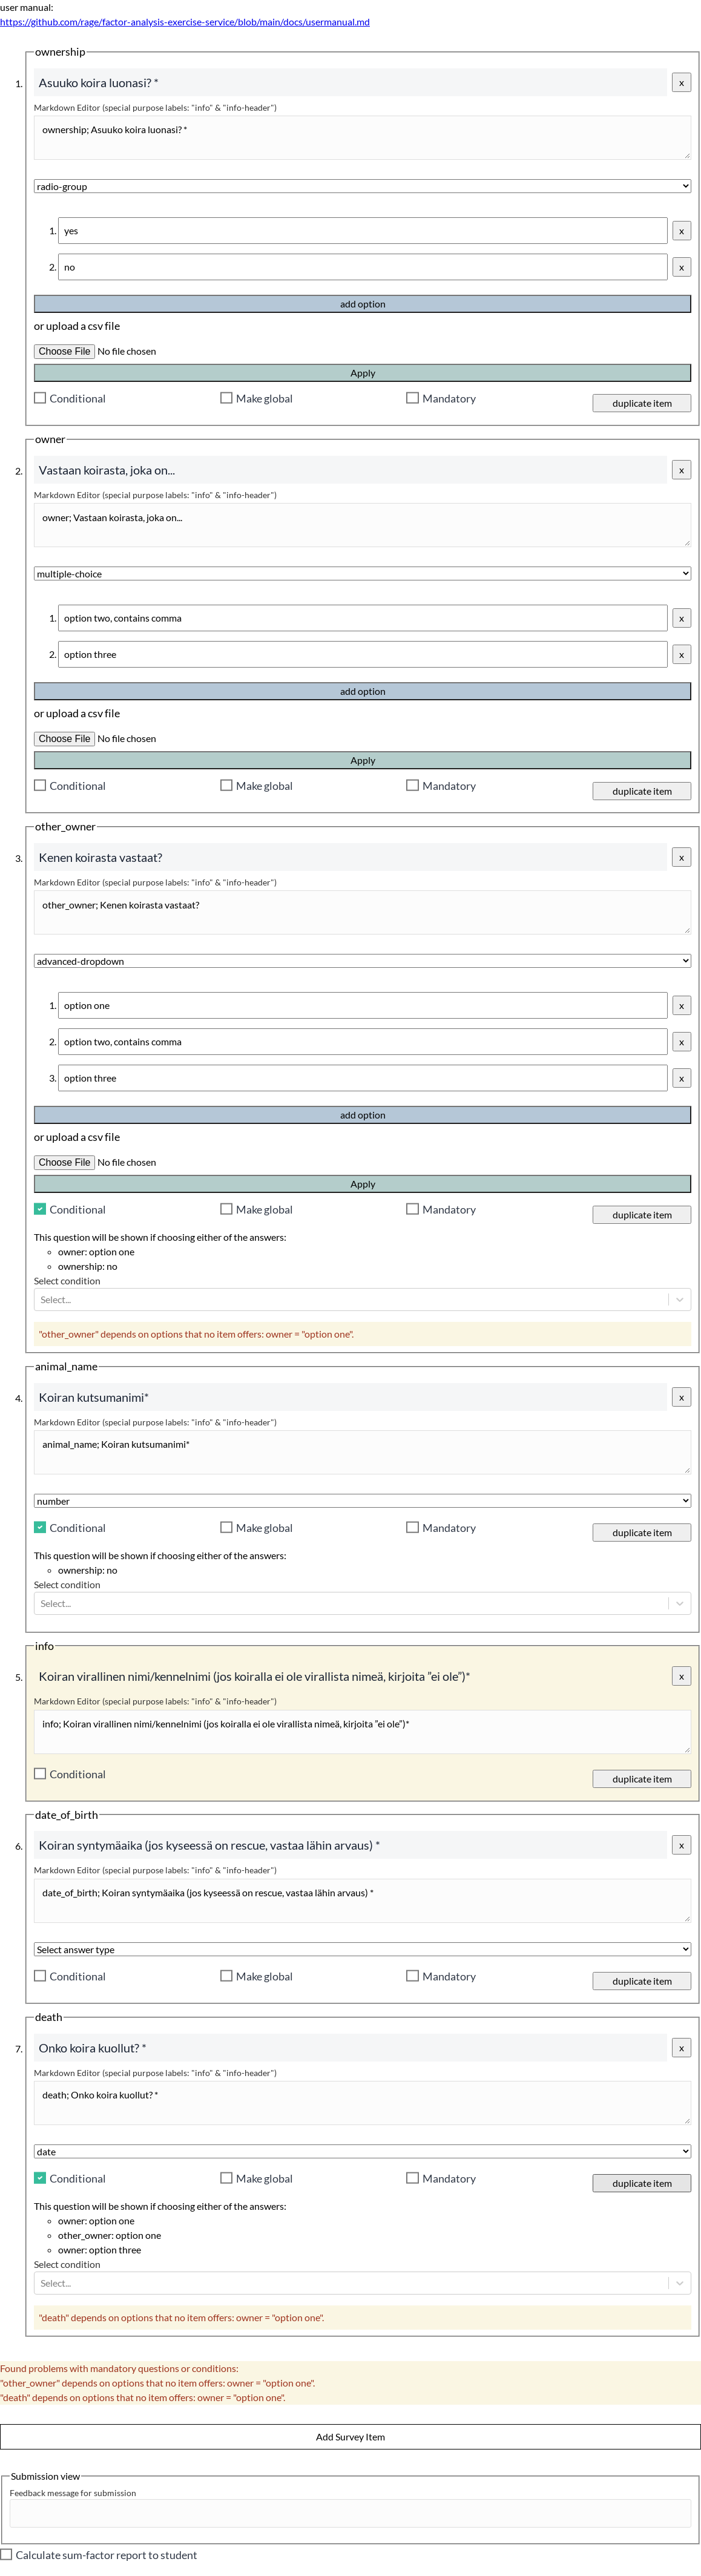 user manual:
https://github.com/rage/factor-analysis-exercise-service/blob/main/docs/usermanual.md
ownership
1.
Asuuko koira luonasi? *
x
Markdown Editor (special purpose labels: "info" & "info-header")
ownership; Asuuko koira luonasi? *
radio-group
1. yes x
2. no x
add option
or upload a csv file
Choose File No file chosen
Apply
Conditional Make global Mandatory duplicate item
owner
2.
Vastaan koirasta, joka on...
x
Markdown Editor (special purpose labels: "info" & "info-header")
owner; Vastaan koirasta, joka on...
multiple-choice
1. option two, contains comma x
2. option three x
add option
or upload a csv file
Choose File No file chosen
Apply
Conditional Make global Mandatory duplicate item
other_owner
3.
Kenen koirasta vastaat?
x
Markdown Editor (special purpose labels: "info" & "info-header")
other_owner; Kenen koirasta vastaat?
advanced-dropdown
1. option one x
2. option two, contains comma x
3. option three x
add option
or upload a csv file
Choose File No file chosen
Apply
Conditional Make global Mandatory duplicate item
This question will be shown if choosing either of the answers:
owner: option one
ownership: no
Select condition
Select...
"other_owner" depends on options that no item offers: owner = "option one".
animal_name
4.
Koiran kutsumanimi*
x
Markdown Editor (special purpose labels: "info" & "info-header")
animal_name; Koiran kutsumanimi*
number
Conditional Make global Mandatory duplicate item
This question will be shown if choosing either of the answers:
ownership: no
Select condition
Select...
info
5.
Koiran virallinen nimi/kennelnimi (jos koiralla ei ole virallista nimeä, kirjoita ”ei ole”)*
x
Markdown Editor (special purpose labels: "info" & "info-header")
info; Koiran virallinen nimi/kennelnimi (jos koiralla ei ole virallista nimeä, kirjoita ”ei ole”)*
Conditional duplicate item
date_of_birth
6.
Koiran syntymäaika (jos kyseessä on rescue, vastaa lähin arvaus) *
x
Markdown Editor (special purpose labels: "info" & "info-header")
date_of_birth; Koiran syntymäaika (jos kyseessä on rescue, vastaa lähin arvaus) *
Select answer type
Conditional Make global Mandatory duplicate item
death
7.
Onko koira kuollut? *
x
Markdown Editor (special purpose labels: "info" & "info-header")
death; Onko koira kuollut? *
date
Conditional Make global Mandatory duplicate item
This question will be shown if choosing either of the answers:
owner: option one
other_owner: option one
owner: option three
Select condition
Select...
"death" depends on options that no item offers: owner = "option one".
Found problems with mandatory questions or conditions:
"other_owner" depends on options that no item offers: owner = "option one".
"death" depends on options that no item offers: owner = "option one".
Add Survey Item
Submission view
Feedback message for submission
Calculate sum-factor report to student